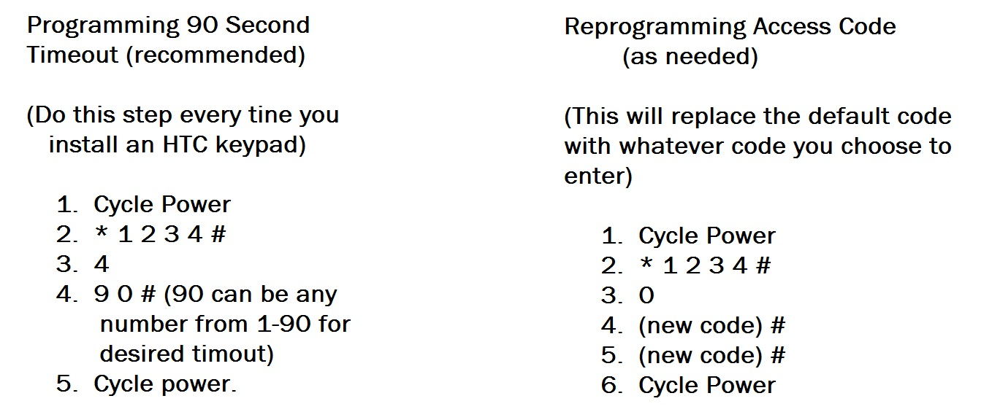 Programming 90 Second
Timeout (recommended)
(Do this step every tine you
install an HTC keypad)
1. Cycle Power
2. * 1 2 3 4 #
3. 4
4. 9 0 # (90 can be any
number from 1-90 for
desired timout)
5. Cycle power.
Reprogramming Access Code
(as needed)
(This will replace the default code
with whatever code you choose to
enter)
1. Cycle Power
2. * 1 2 3 4 #
3. 0
4. (new code) #
5. (new code) #
6. Cycle Power